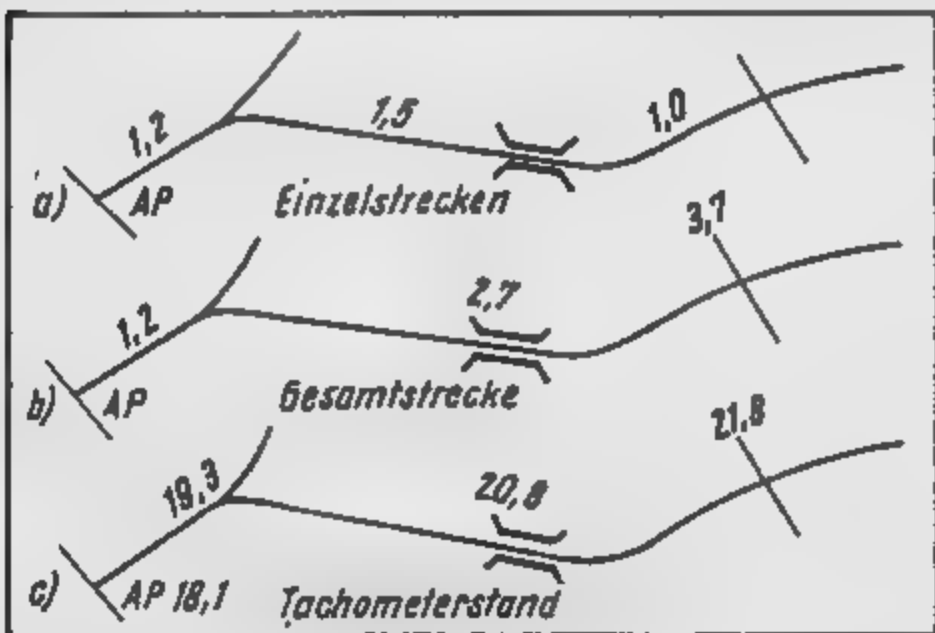 1,2 1,5 1,0
a) AP Einzelstrecken
3,7
1,2 2,7
b) AP Gesamtstrecke
21,8
19,3 20,8
c) AP 18,1 Tachometerstand